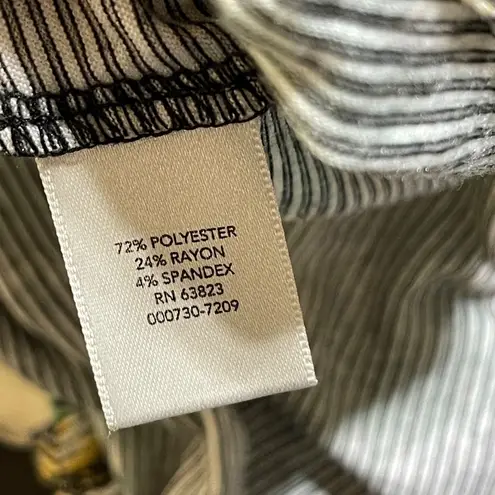 72% POLYESTER
24% RAYON
4% SPANDEX
RN 63823
000730-7209